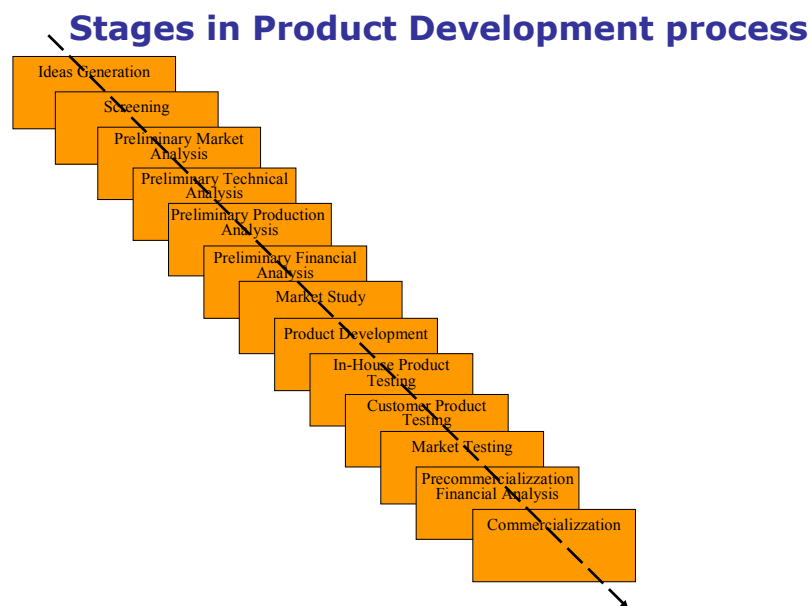 Stages in Product Development process
Ideas Generation
Screening
Preliminary Market
Analysis
Preliminary Technical
Analysis
Preliminary Production
Analysis
Preliminary Financial
Analysis
Market Study
Product Development
In-House Product
Testing
Customer Product
Testing
Market Testing
Precommercializzation
Financial Analysis
Commercializzation